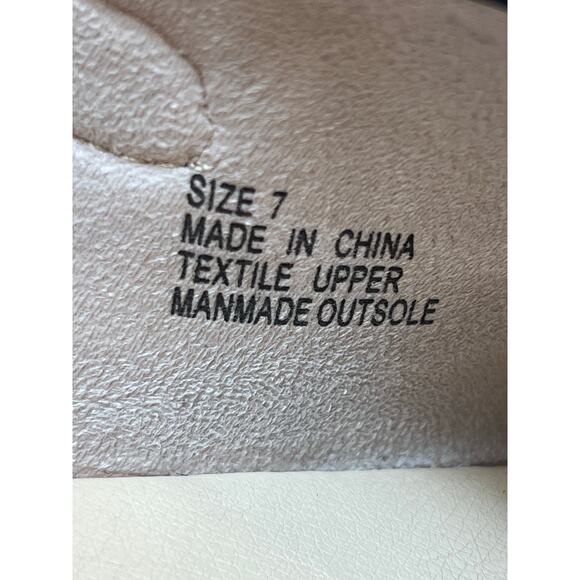 SIZE 7
MADE IN CHINA
TEXTILE UPPER
MANMADE OUTSOLE